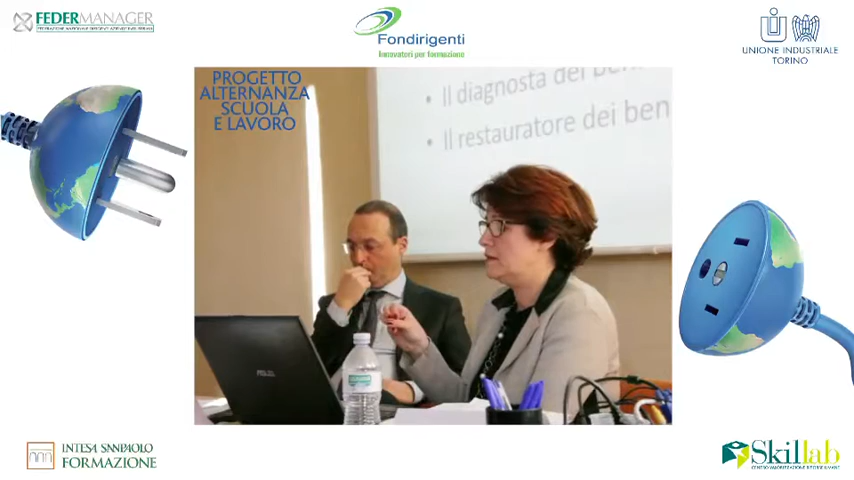 FEDERMANAGER
Fondirigenti
Innovatori per formazione
UNIONE INDUSTRIALE
TORINO
PROGETTO
ALTERNANZA
SCUOLA
E LAVORO
• Il diagnosta dei
• Il restauratore dei ben
INTESA SANPAOLO
FORMAZIONE
Skillab